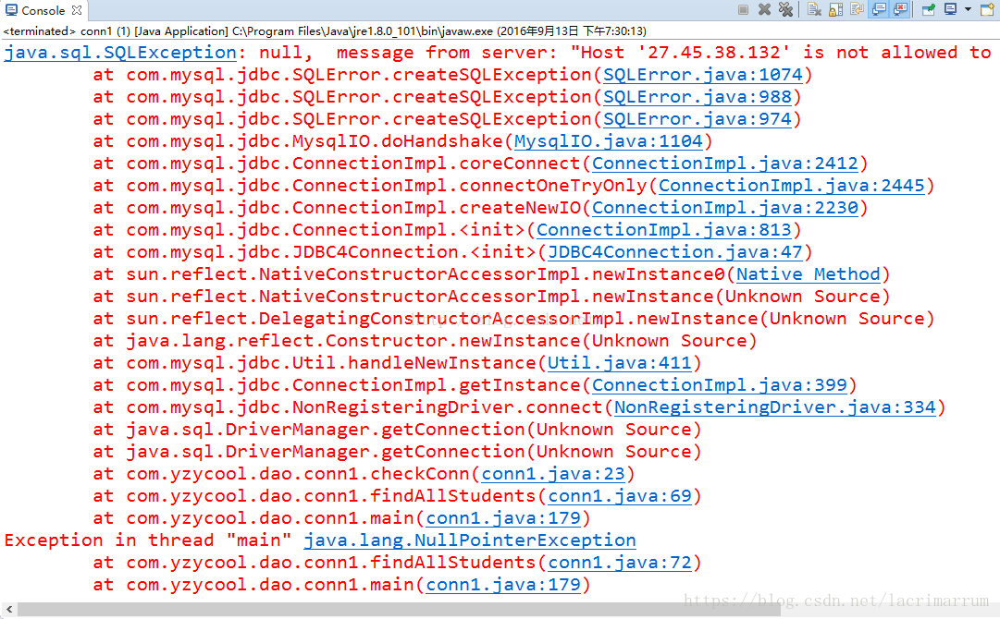 Console
<terminated> conn1 (1) [Java Application] C:\Program Files\Java\jre1.8.0_101\bin\javaw.exe (2016年9月13日 下午7:30:13)
java.sql.SQLException: null,  message from server: "Host '27.45.38.132' is not allowed to
at com.mysql.jdbc.SQLError.createSQLException(SQLError.java:1074)
at com.mysql.jdbc.SQLError.createSQLException(SQLError.java:988)
at com.mysql.jdbc.SQLError.createSQLException(SQLError.java:974)
at com.mysql.jdbc.MysqlIO.doHandshake(MysqlIO.java:1104)
at com.mysql.jdbc.ConnectionImpl.coreConnect(ConnectionImpl.java:2412)
at com.mysql.jdbc.ConnectionImpl.connectOneTryOnly(ConnectionImpl.java:2445)
at com.mysql.jdbc.ConnectionImpl.createNewIO(ConnectionImpl.java:2230)
at com.mysql.jdbc.ConnectionImpl.<init>(ConnectionImpl.java:813)
at com.mysql.jdbc.JDBC4Connection.<init>(JDBC4Connection.java:47)
at sun.reflect.NativeConstructorAccessorImpl.newInstance0(Native Method)
at sun.reflect.NativeConstructorAccessorImpl.newInstance(Unknown Source)
at sun.reflect.DelegatingConstructorAccessorImpl.newInstance(Unknown Source)
at java.lang.reflect.Constructor.newInstance(Unknown Source)
at com.mysql.jdbc.Util.handleNewInstance(Util.java:411)
at com.mysql.jdbc.ConnectionImpl.getInstance(ConnectionImpl.java:399)
at com.mysql.jdbc.NonRegisteringDriver.connect(NonRegisteringDriver.java:334)
at java.sql.DriverManager.getConnection(Unknown Source)
at java.sql.DriverManager.getConnection(Unknown Source)
at com.yzycool.dao.conn1.checkConn(conn1.java:23)
at com.yzycool.dao.conn1.findAllStudents(conn1.java:69)
at com.yzycool.dao.conn1.main(conn1.java:179)
Exception in thread "main" java.lang.NullPointerException
at com.yzycool.dao.conn1.findAllStudents(conn1.java:72)
at com.yzycool.dao.conn1.main(conn1.java:179)
https://blog.csdn.net/lacrimarrum